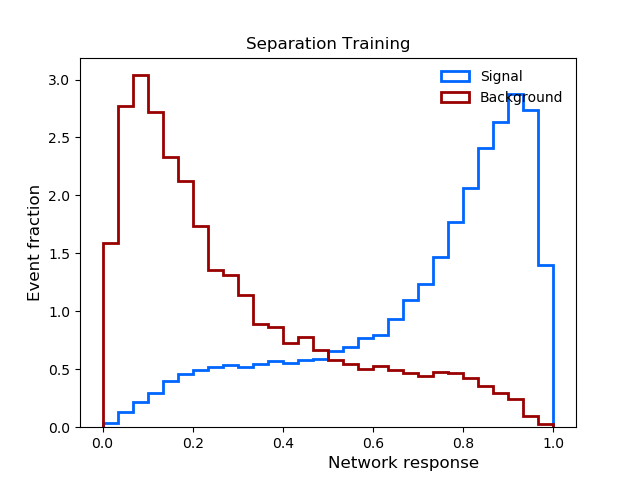 Separation Training
Signal
Background
3.0
2.5
2.0
1.5
1.0
0.5
0.0
Event fraction
0.0 0.2 0.4 0.6 0.8 1.0
Network response